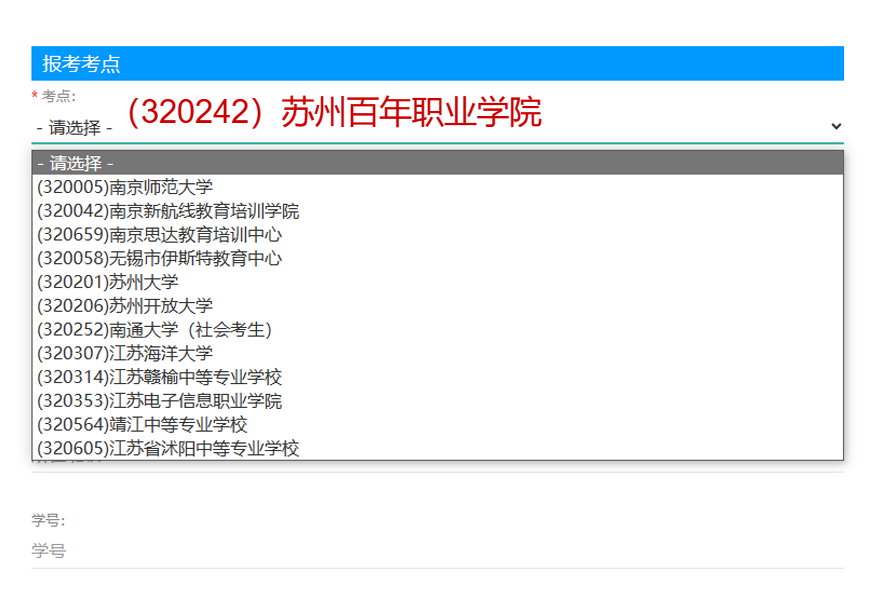 报考考点
* 考点:
(320242) 苏州百年职业学院
- 请选择 -
- 请选择 -
(320005)南京师范大学
(320042)南京新航线教育培训学院
(320659)南京思达教育培训中心
(320058)无锡市伊斯特教育中心
(320201)苏州大学
(320206)苏州开放大学
(320252)南通大学（社会考生）
(320307)江苏海洋大学
(320314)江苏赣榆中等专业学校
(320353)江苏电子信息职业学院
(320564)靖江中等专业学校
(320605)江苏省沭阳中等专业学校
学号:
学号